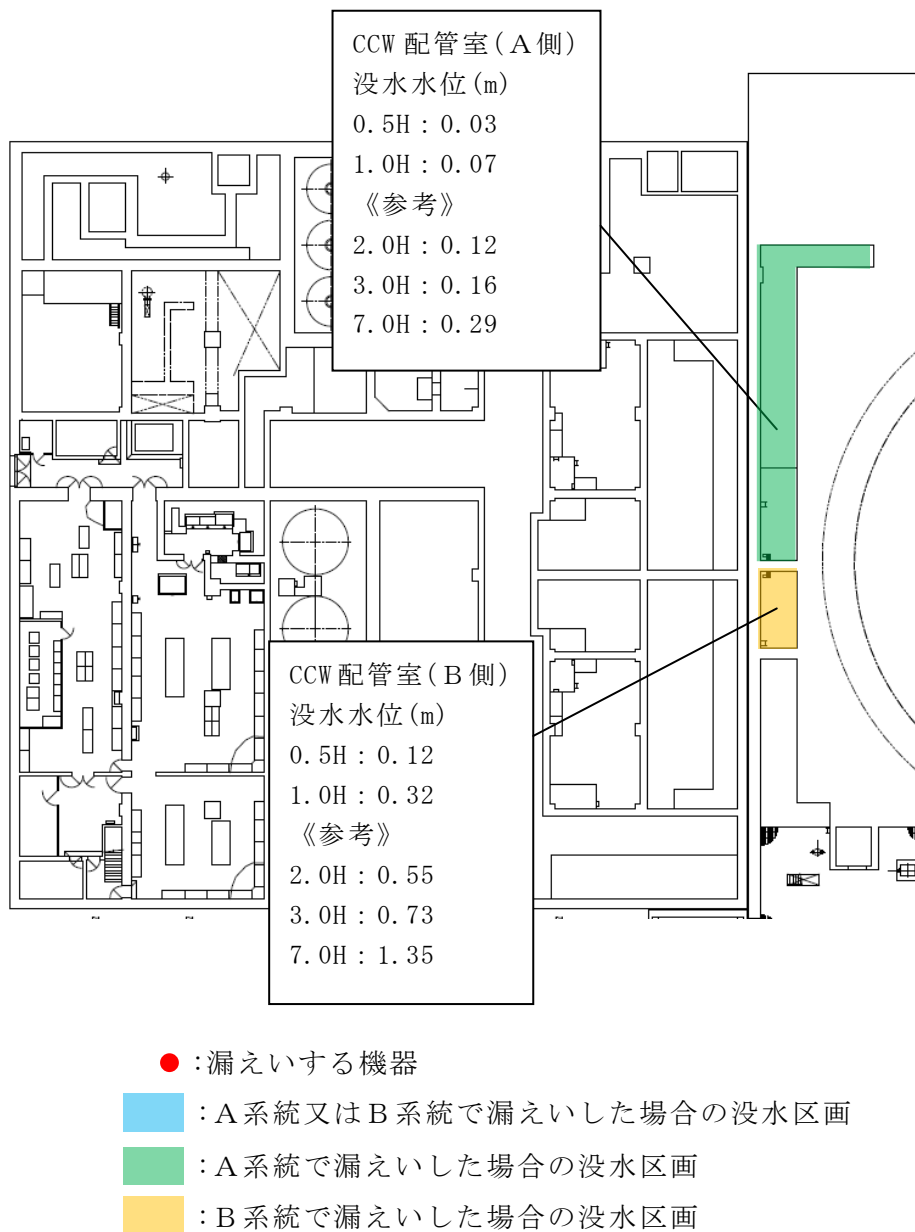 CCW配管室(A側)
没水水位(m)
0.5H:0.03
1.0H:0.07
《参考》
2.0H:0.12
3.0H:0.16
7.0H:0.29
CCW配管室(B側)
没水水位(m)
0.5H:0.12
1.0H:0.32
《参考》
2.0H:0.55
3.0H:0.73
7.0H:1.35
:漏えいする機器
:A系統又はB系統で漏えいした場合の没水区画
:A系統で漏えいした場合の没水区画
:B系統で漏えいした場合の没水区画